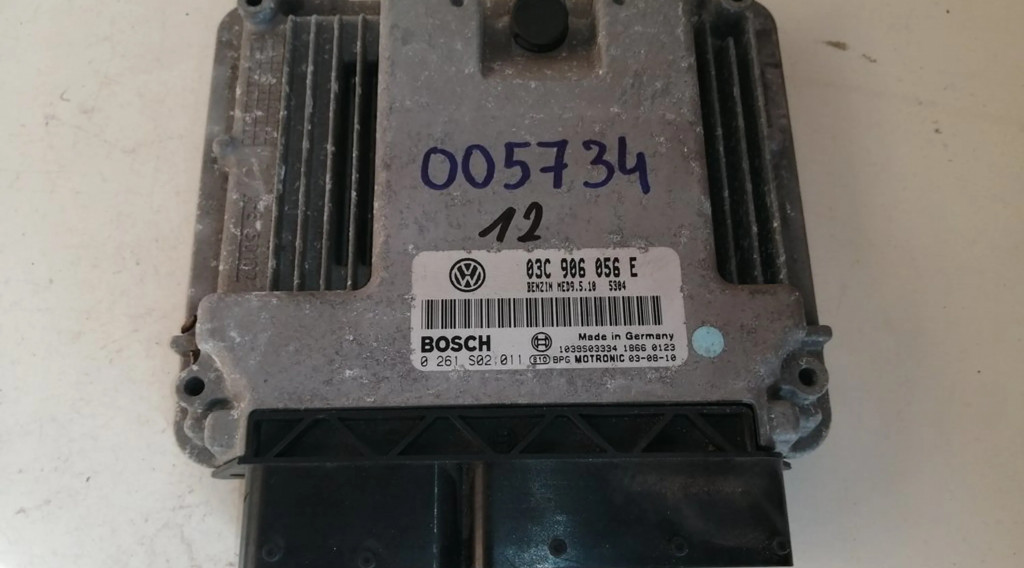 005734
12
03C 906 056 E
BENZIN MED9.5.10 5304
BOSCH
Made in Germany
1039S03334 1866 0123
0 261 S02 011 S10 BPG MOTRONIC 03-08-10